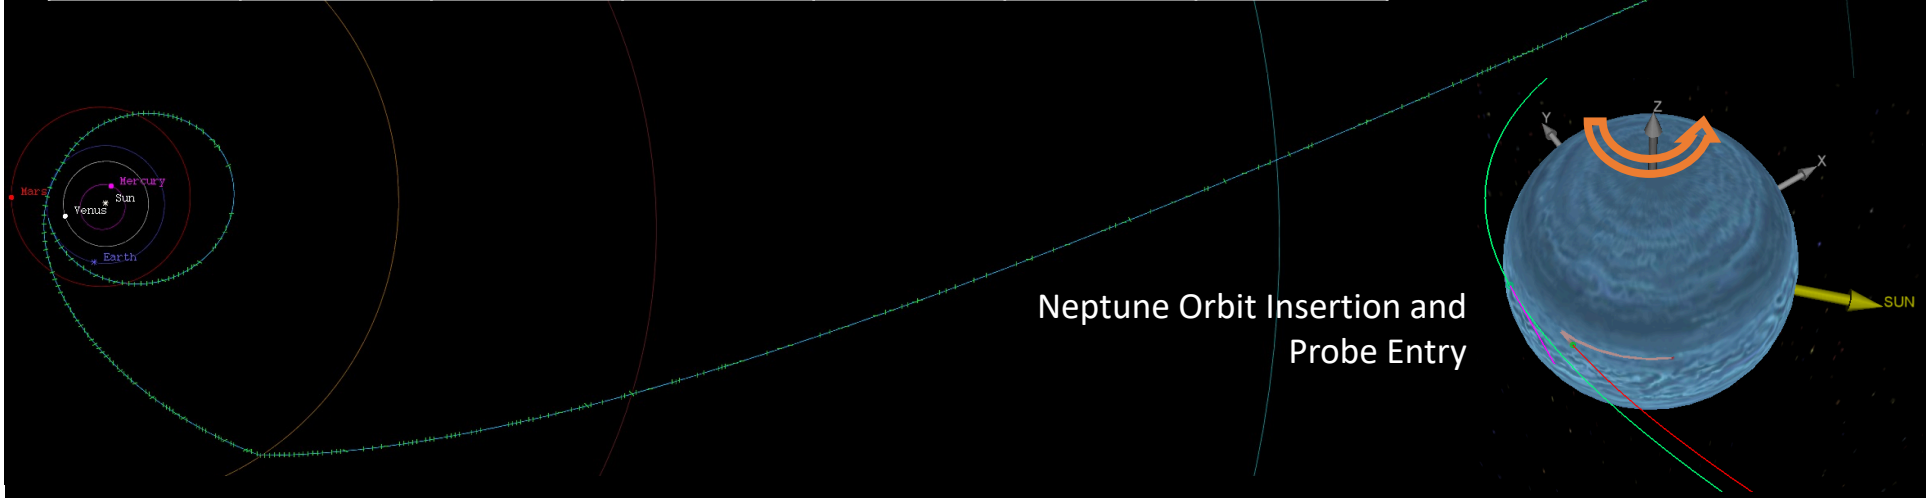 Mars
Mercury
Sun
Venus
Earth
Neptune Orbit Insertion and
Probe Entry
Z
Y
X
SUN